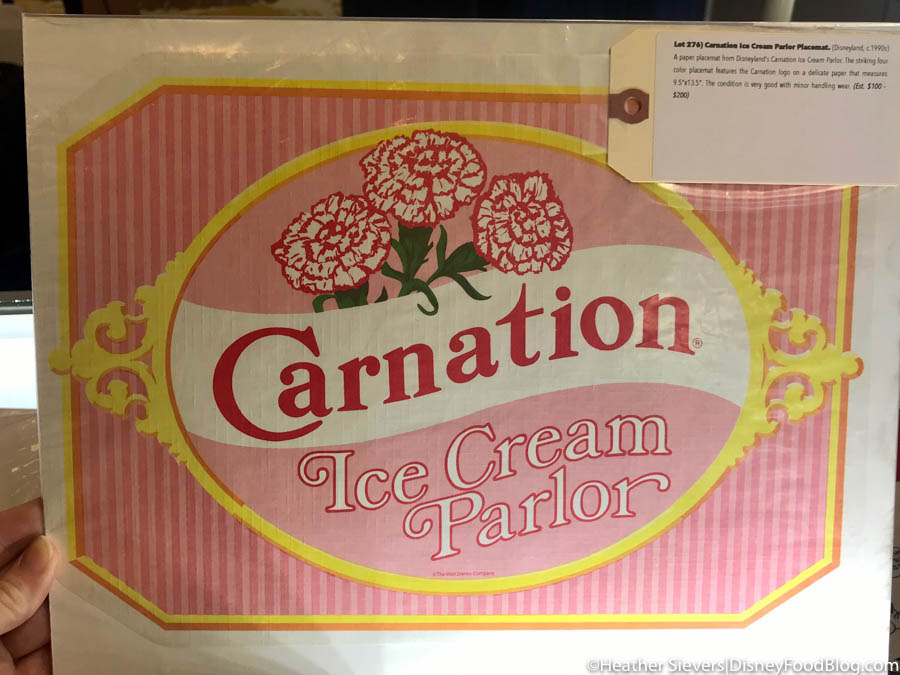 Lot 276) Carnation Ice Cream Parlor Placemat. (Disneyland, c.1990s)
A paper placemat from Disneyland's Carnation Ice Cream Parlor. The striking four
color placemat features the Carnation logo on a delicate paper that measures
9.5"x13.5". The condition is very good with minor handling wear. (Est. $100 -
$200)
Carnation®
Ice Cream
Parlor
©The Walt Disney Company
©Heather Sievers|DisneyFoodBlog.com